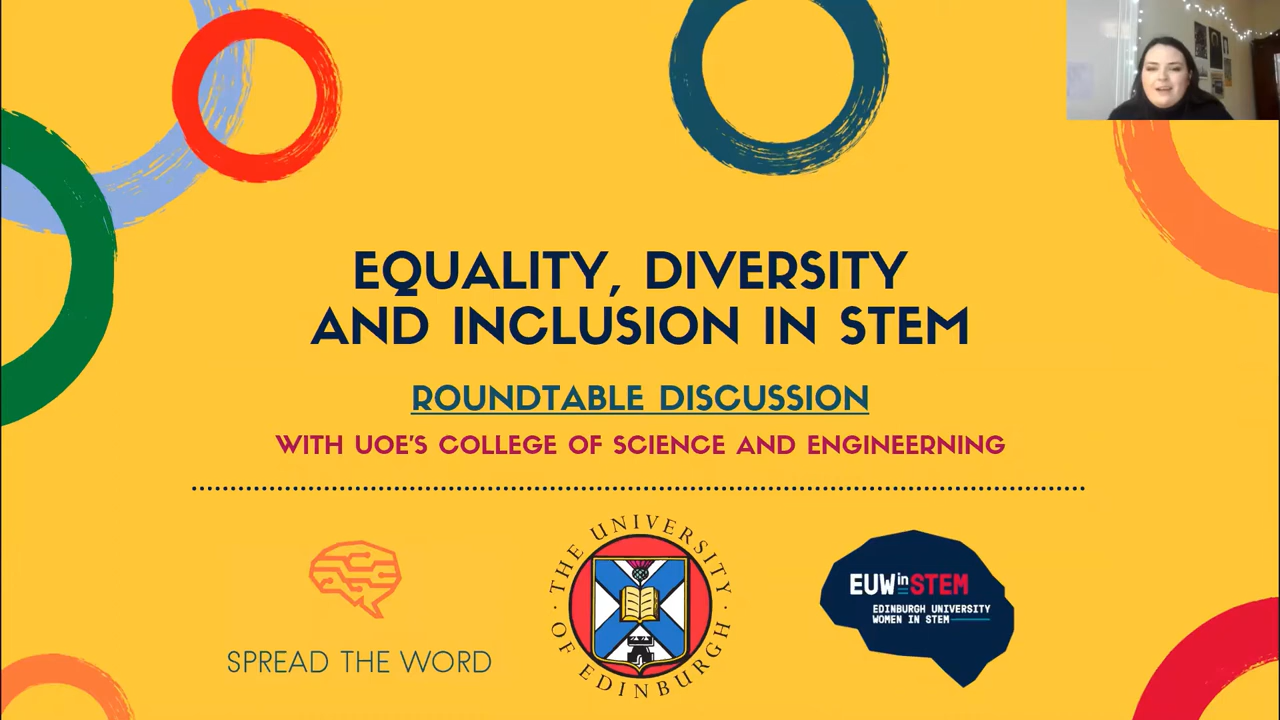 EQUALITY, DIVERSITY
AND INCLUSION IN STEM
ROUNDTABLE DISCUSSION
WITH UOE'S COLLEGE OF SCIENCE AND ENGINEERNING
SPREAD THE WORD
THE UNIVERSITY
OF EDINBURGH
EUW in STEM
EDINBURGH UNIVERSITY
WOMEN IN STEM